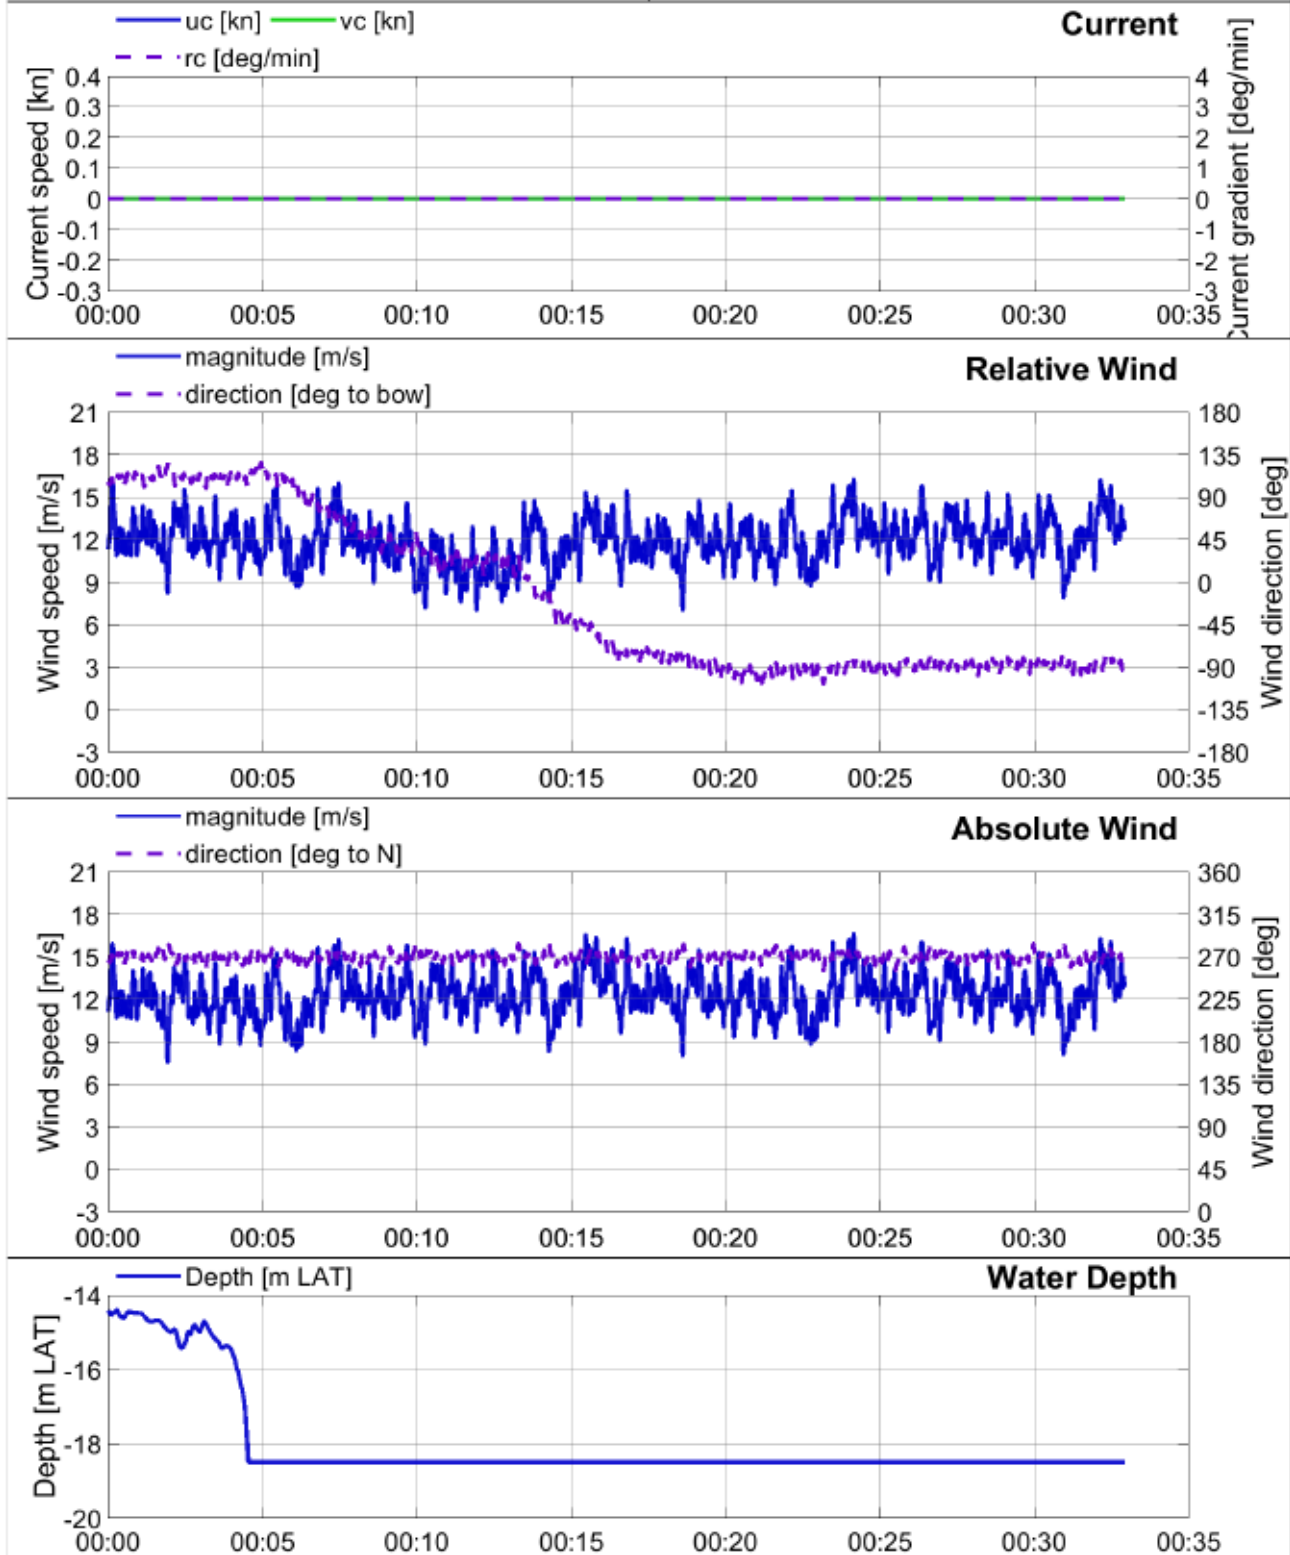 uc [kn] vc [kn] Current
rc [deg/min]
Current speed [kn]
0.4 4
0.3 3
0.2 2
0.1 1
0 0
-0.1 -1
-0.2 -2
-0.3 -3
Current gradient [deg/min]
00:00 00:05 00:10 00:15 00:20 00:25 00:30 00:35
magnitude [m/s] Relative Wind
direction [deg to bow]
Wind speed [m/s]
21 180
18 135
15 90
12 45
9 0
6 -45
3 -90
0 -135
-3 -180
Wind direction [deg]
00:00 00:05 00:10 00:15 00:20 00:25 00:30 00:35
magnitude [m/s] Absolute Wind
direction [deg to N]
Wind speed [m/s]
21 360
18 315
15 270
12 225
9 180
6 135
3 90
0 45
-3 0
Wind direction [deg]
00:00 00:05 00:10 00:15 00:20 00:25 00:30 00:35
Depth [m LAT] Water Depth
Depth [m LAT]
-14
-16
-18
-20
00:00 00:05 00:10 00:15 00:20 00:25 00:30 00:35